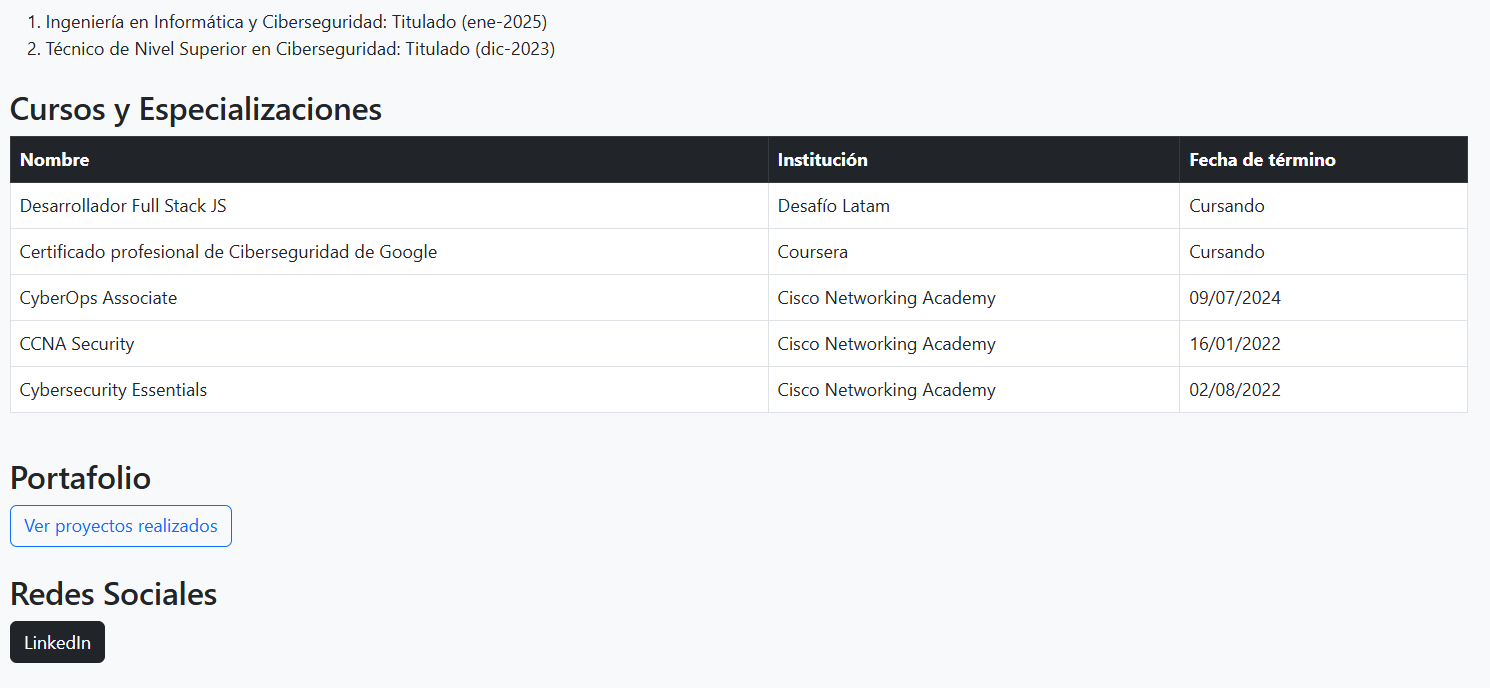 1. Ingeniería en Informática y Ciberseguridad: Titulado (ene-2025)
2. Técnico de Nivel Superior en Ciberseguridad: Titulado (dic-2023)
Cursos y Especializaciones
Nombre Institución Fecha de término
Desarrollador Full Stack JS Desafío Latam Cursando
Certificado profesional de Ciberseguridad de Google Coursera Cursando
CyberOps Associate Cisco Networking Academy 09/07/2024
CCNA Security Cisco Networking Academy 16/01/2022
Cybersecurity Essentials Cisco Networking Academy 02/08/2022
Portafolio
Ver proyectos realizados
Redes Sociales
LinkedIn